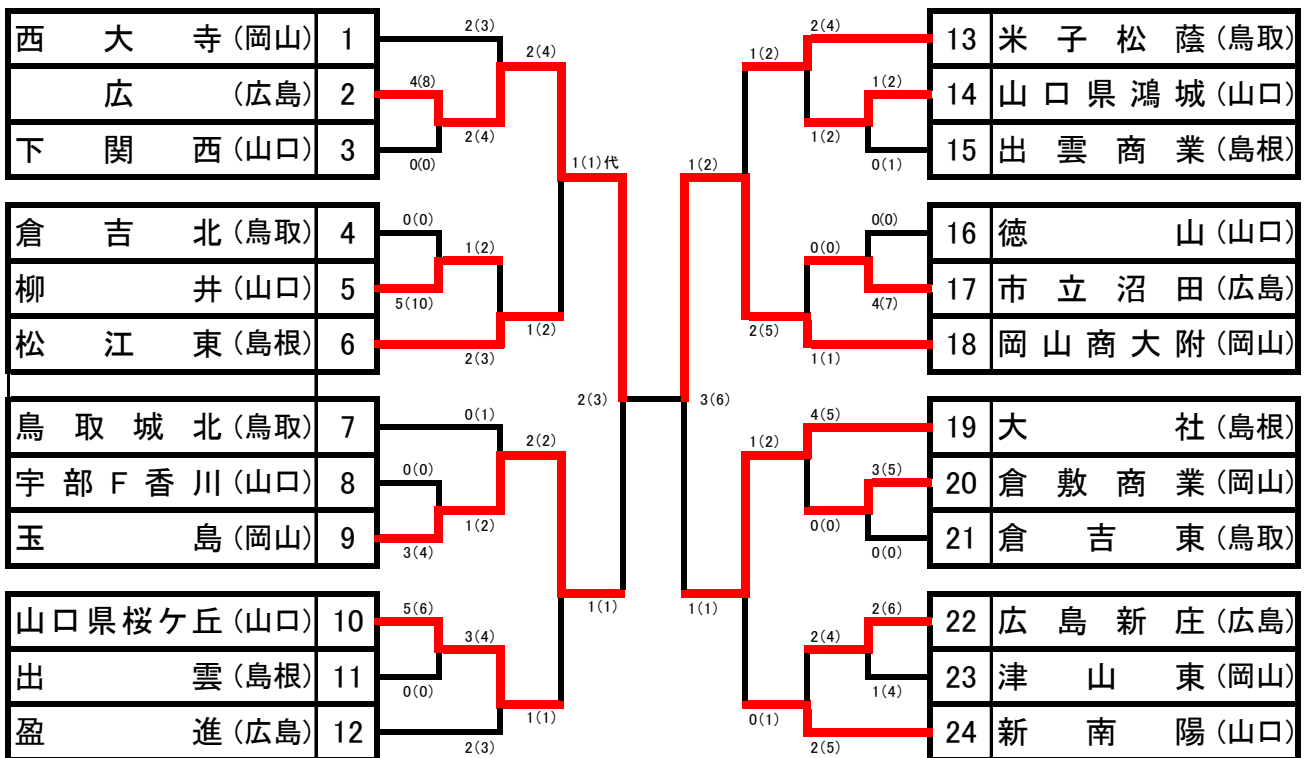 西大寺(岡山) 1
広(広島) 2
下関西(山口) 3
倉吉北(鳥取) 4
柳井(山口) 5
松江東(島根) 6
鳥取城北(鳥取) 7
宇部F香川(山口) 8
玉島(岡山) 9
山口県桜ケ丘(山口) 10
出雲(島根) 11
盈進(広島) 12
2(3)
4(8)
0(0)
2(4)
2(4)
0(0)
5(10)
1(2)
2(3)
1(2)
1(1)代
0(1)
0(0)
3(4)
1(2)
2(2)
5(6)
0(0)
3(4)
2(3)
1(1)
1(1)
2(3)
3(6)
1(2)
1(2)
2(4)
1(2)
1(2)
0(1)
0(0)
0(0)
4(7)
2(5)
1(1)
1(2)
4(5)
3(5)
0(0)
0(0)
1(1)
2(4)
2(6)
1(4)
0(1)
2(5)
13 米子松蔭(鳥取)
14 山口県鴻城(山口)
15 出雲商業(島根)
16 徳山(山口)
17 市立沼田(広島)
18 岡山商大附(岡山)
19 大社(島根)
20 倉敷商業(岡山)
21 倉吉東(鳥取)
22 広島新庄(広島)
23 津山東(岡山)
24 新南陽(山口)